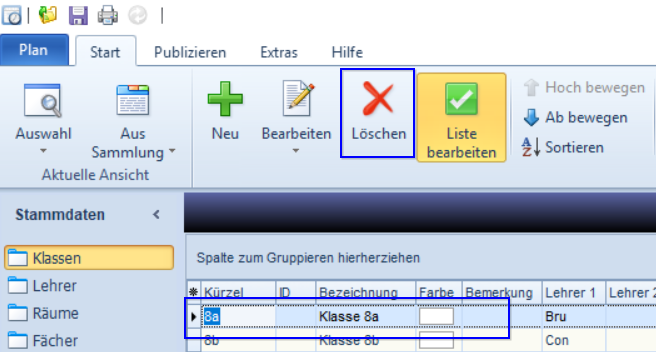 Plan Start Publizieren Extras Hilfe
Auswahl
Aus
Sammlung
Neu
Bearbeiten
Löschen
Liste
bearbeiten
Hoch bewegen
Ab bewegen
Sortieren
Aktuelle Ansicht
Stammdaten
Klassen
Lehrer
Räume
Fächer
Spalte zum Gruppieren hierherziehen
Kürzel ID Bezeichnung Farbe Bemerkung Lehrer 1 Lehrer 2
8a Klasse 8a Bru
8b Klasse 8b Con